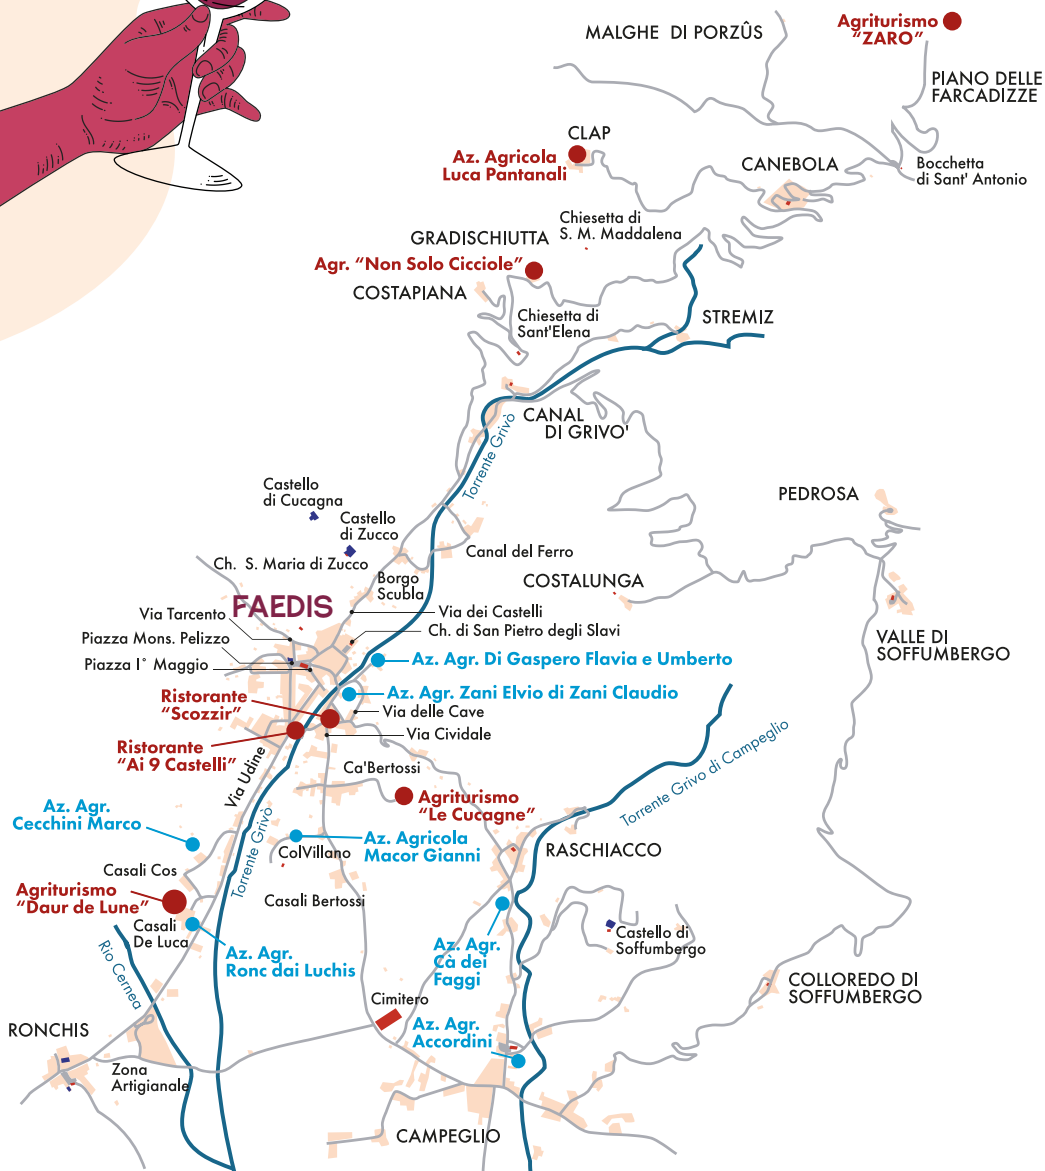 Agriturismo
“ZARO”
MALGHE DI PORZÛS
PIANO DELLE
FARCADIZZE
CLAP
Az. Agricola
Luca Pantanali
CANEBOLA
Bocchetta
di Sant' Antonio
Chiesetta di
S. M. Maddalena
GRADISCHIUTTA
Agr. “Non Solo Cicciole”
COSTAPIANA
Chiesetta di
Sant'Elena
STREMIZ
CANAL
DI GRIVO'
Torrente Grivò
Castello
di Cucagna
PEDROSA
Castello
di Zucco
Canal del Ferro
Ch. S. Maria di Zucco
Borgo
Scubla
COSTALUNGA
FAEDIS
Via Tarcento
Via dei Castelli
Piazza Mons. Pelizzo
Ch. di San Pietro degli Slavi
VALLE DI
SOFFUMBERGO
Piazza I° Maggio
Az. Agr. Di Gaspero Flavia e Umberto
Az. Agr. Zani Elvio di Zani Claudio
Ristorante
“Scozzir”
Via delle Cave
Via Cividale
Ristorante
“Ai 9 Castelli”
Ca'Bertossi
Via Udine
Torrente Grivo di Campeglio
Agriturismo
“Le Cucagne”
Az. Agr.
Cecchini Marco
Torrente Grivò
Az. Agricola
Macor Gianni
ColVillano
RASCHIACCO
Casali Cos
Agriturismo
“Daur de Lune”
Casali Bertossi
Casali
De Luca
Castello di
Soffumbergo
Rio Cernea
Az. Agr.
Ronc dai Luchis
Az. Agr.
Cà dei
Faggi
COLLOREDO DI
SOFFUMBERGO
Cimitero
RONCHIS
Az. Agr.
Accordini
Zona
Artigianale
CAMPEGLIO